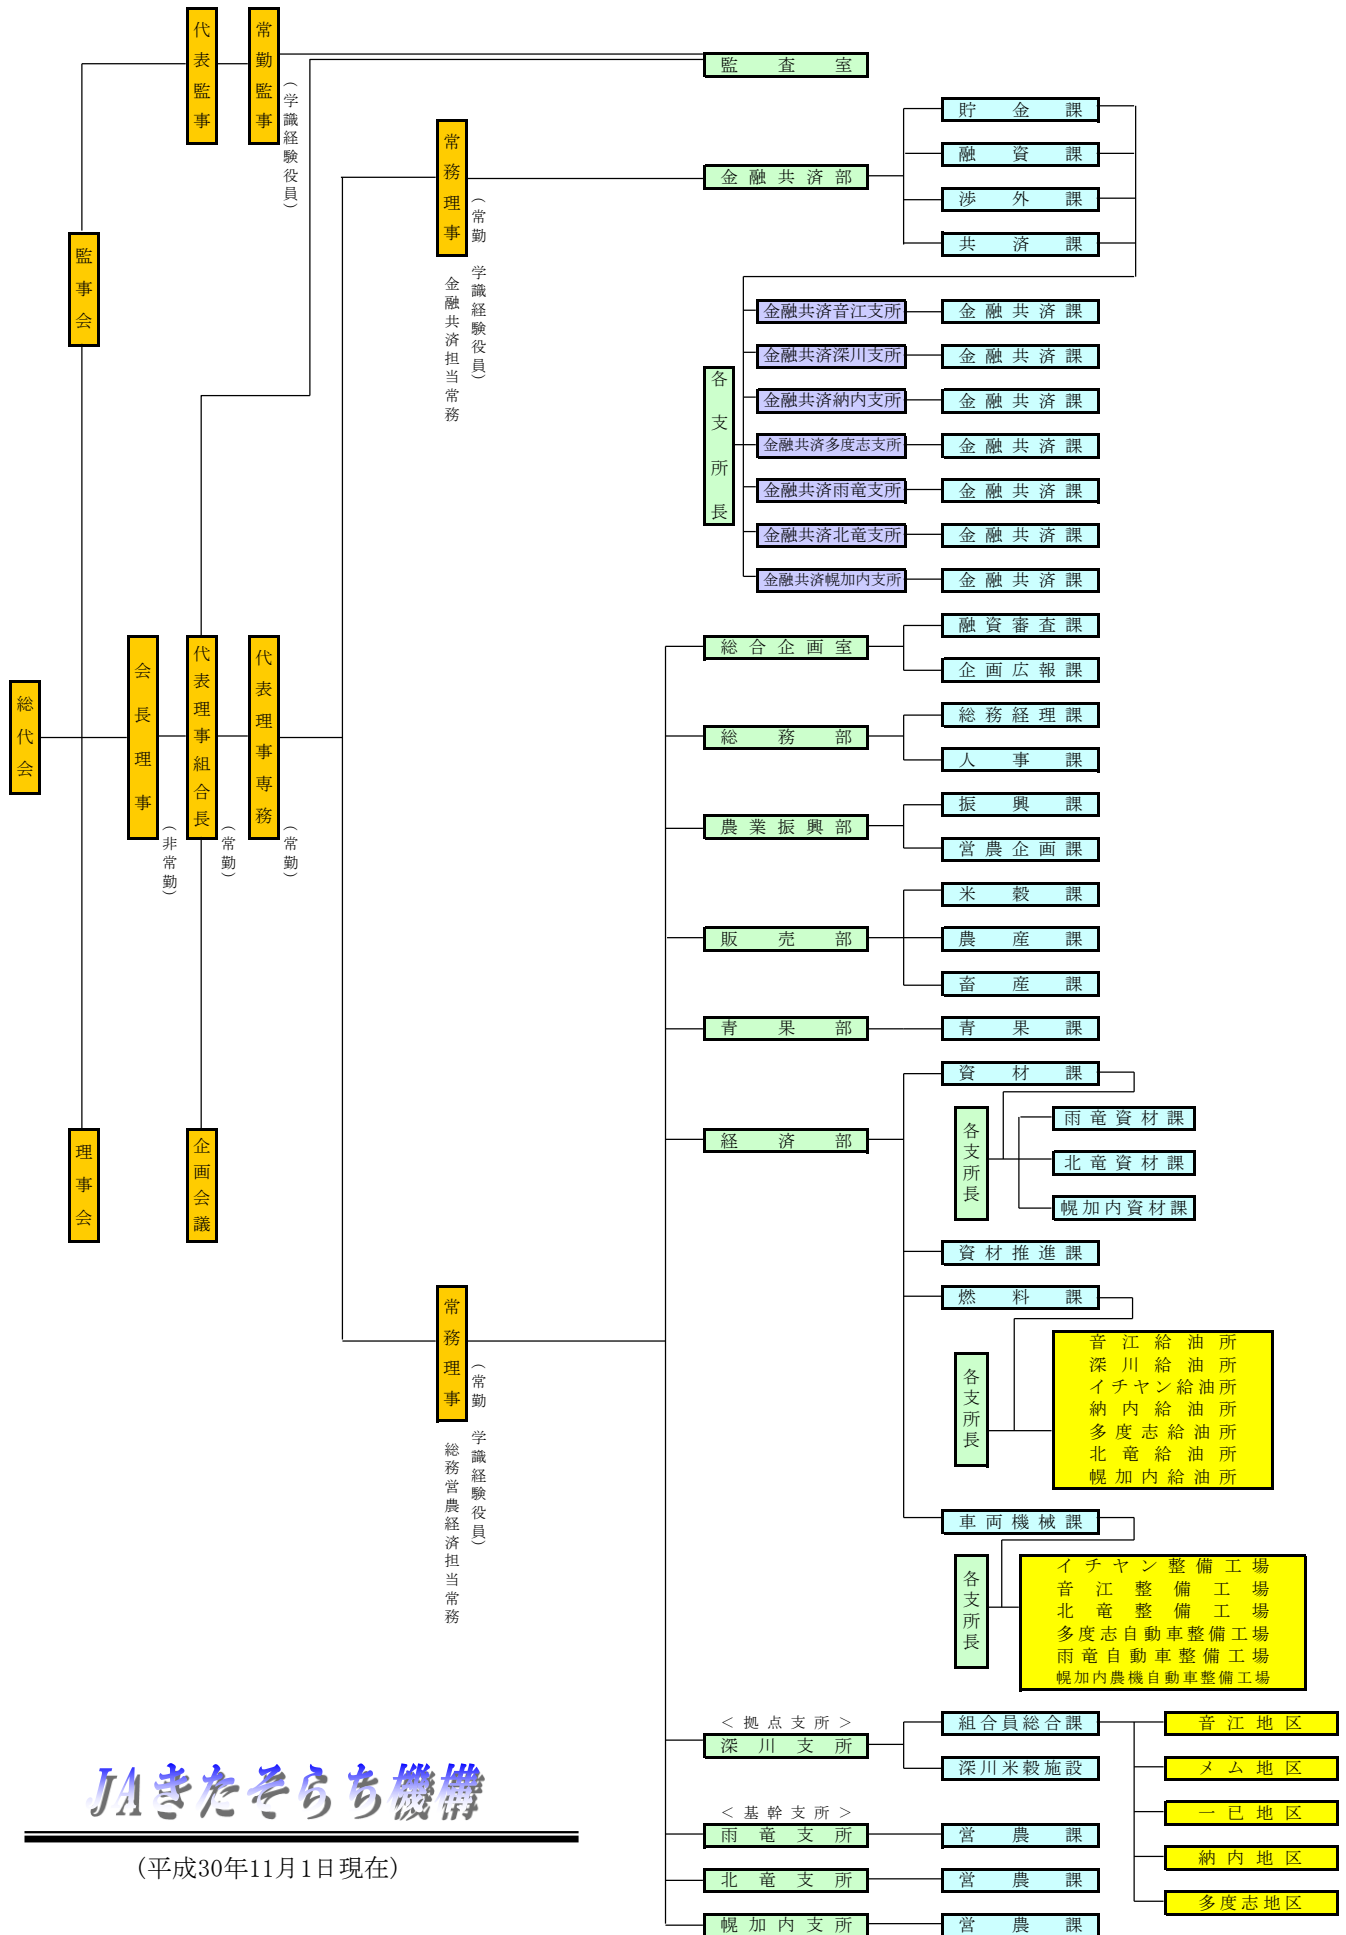 代表監事
常勤監事
(学識経験役員)
監査室
監事会
常務理事
(常勤 学識経験役員)
金融共済担当常務
金融共済部
貯金課
融資課
渉外課
共済課
各支所長
金融共済音江支所
金融共済課
金融共済深川支所
金融共済課
金融共済納内支所
金融共済課
金融共済多度志支所
金融共済課
金融共済雨竜支所
金融共済課
金融共済北竜支所
金融共済課
金融共済幌加内支所
金融共済課
総代会
会長理事
(非常勤)
代表理事組合長
(常勤)
代表理事専務
(常勤)
理事会
企画会議
常務理事
(常勤 学識経験役員)
総務営農経済担当常務
総合企画室
融資審査課
企画広報課
総務部
総務経理課
人事課
農業振興部
振興課
営農企画課
販売部
米穀課
農産課
畜産課
青果部
青果課
経済部
資材課
各支所長
雨竜資材課
北竜資材課
幌加内資材課
資材推進課
燃料課
各支所長
音江給油所
深川給油所
イチヤン給油所
納内給油所
多度志給油所
北竜給油所
幌加内給油所
車両機械課
各支所長
イチヤン整備工場
音江整備工場
北竜整備工場
多度志自動車整備工場
雨竜自動車整備工場
幌加内農機自動車整備工場
<拠点支所>
深川支所
組合員総合課
深川米穀施設
音江地区
メム地区
一已地区
納内地区
多度志地区
<基幹支所>
雨竜支所
営農課
北竜支所
営農課
幌加内支所
営農課
JAきたそらち機構
(平成30年11月1日現在)